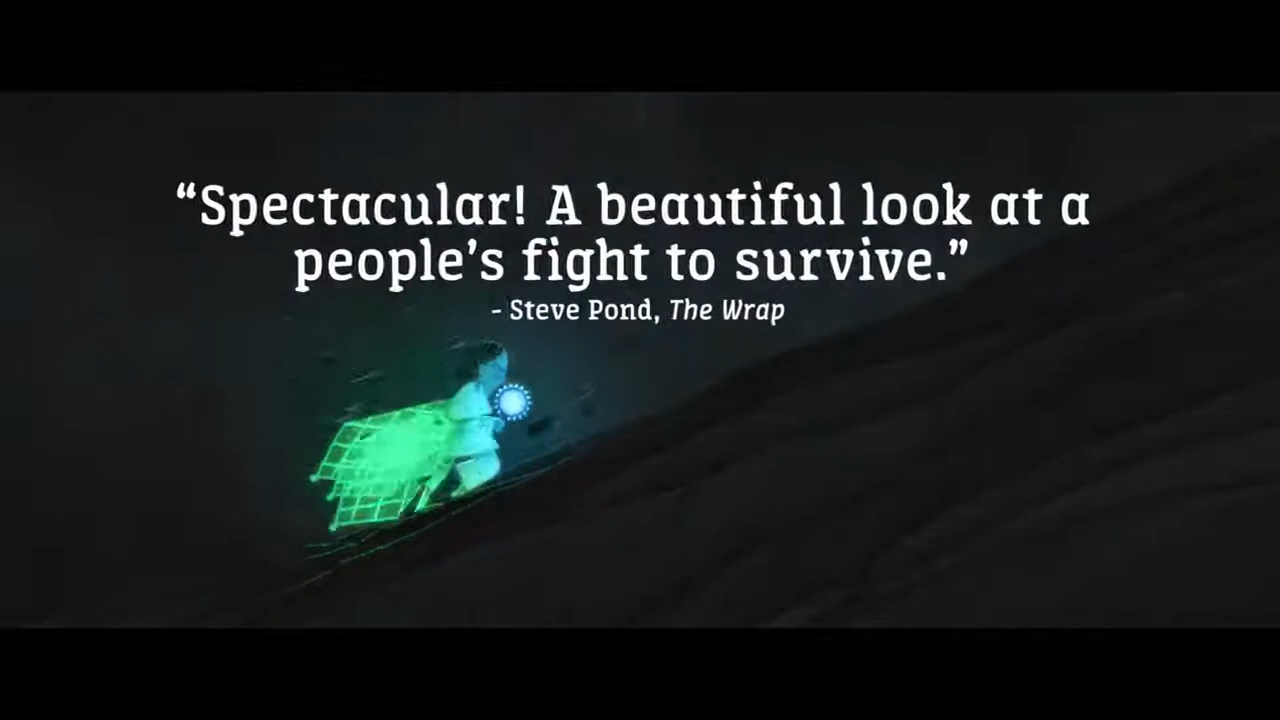 “Spectacular! A beautiful look at a
people’s fight to survive.”
- Steve Pond, The Wrap